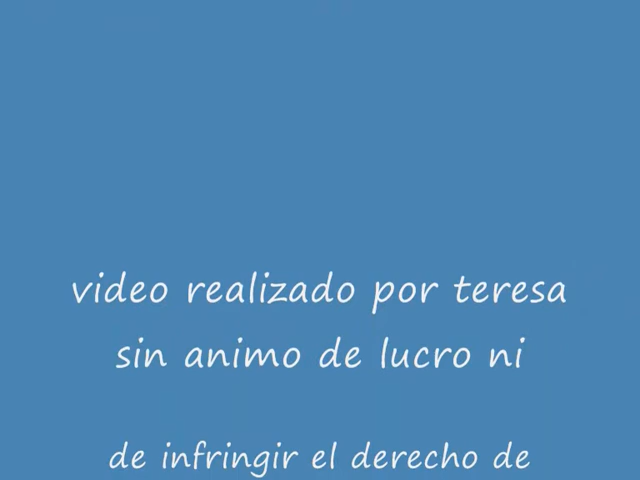 video realizado por teresa
sin animo de lucro ni
de infringir el derecho de